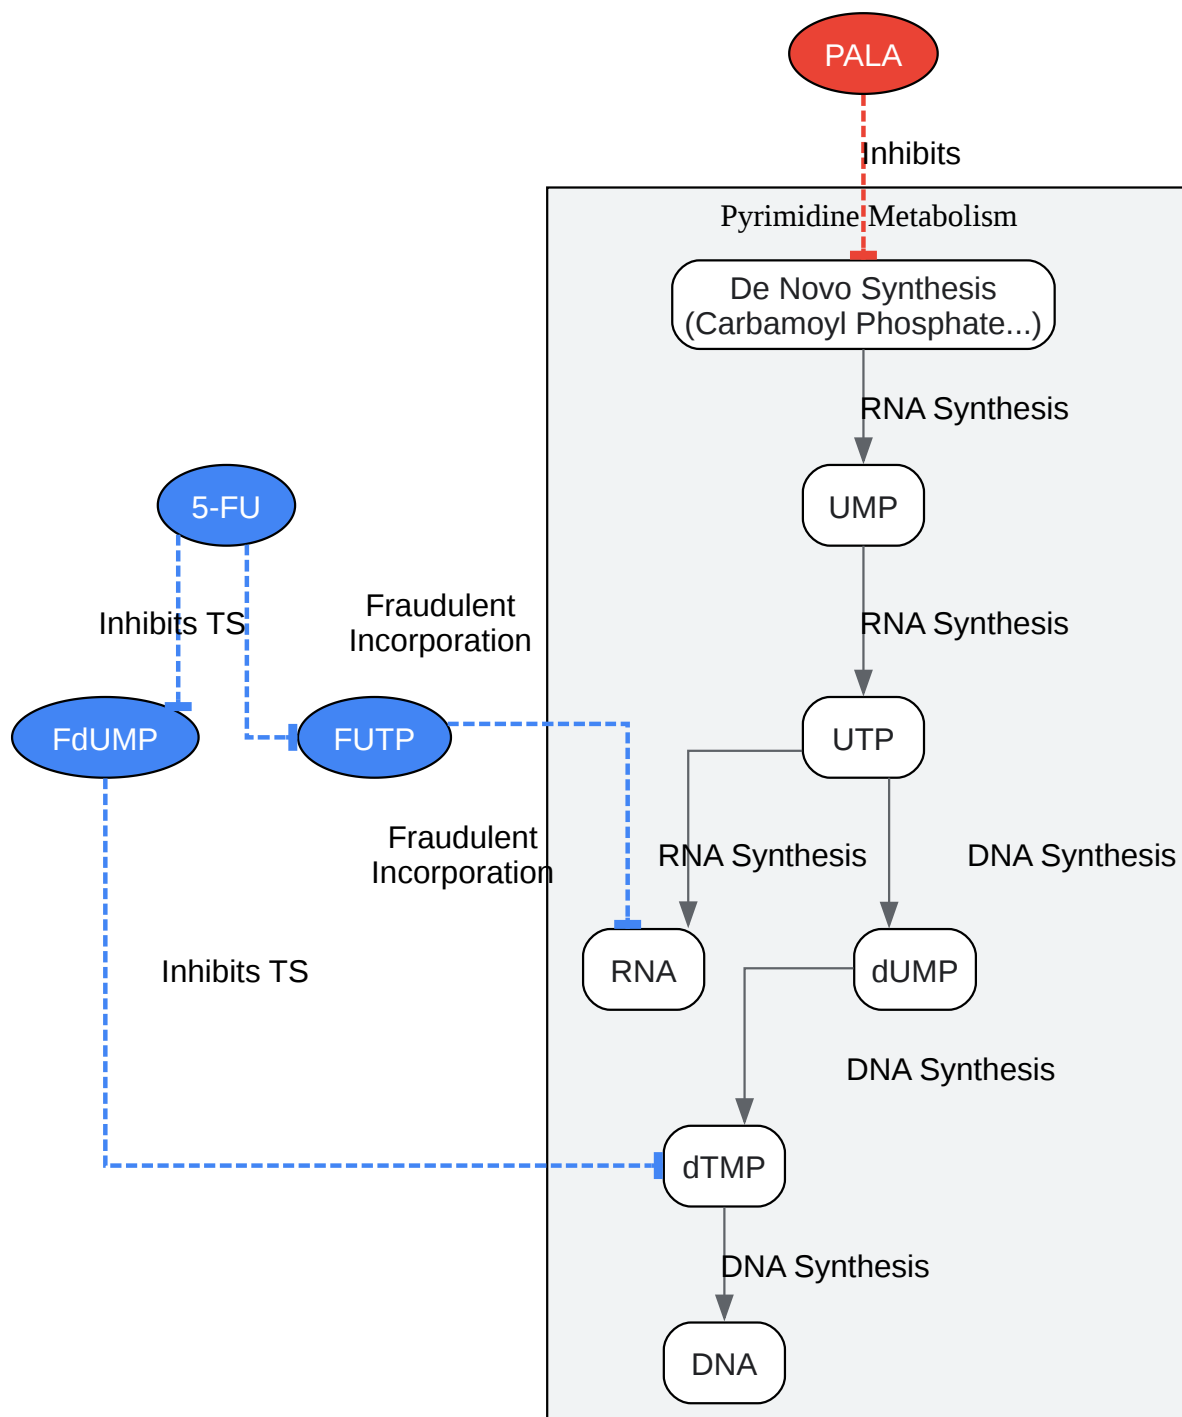 PALA
Inhibits
Pyrimidine Metabolism
De Novo Synthesis
(Carbamoyl Phosphate...)
RNA Synthesis
UMP
5-FU
Inhibits TS
Fraudulent
Incorporation
RNA Synthesis
FdUMP
FUTP
UTP
Fraudulent
Incorporation
RNA Synthesis
DNA Synthesis
Inhibits TS
RNA
dUMP
DNA Synthesis
dTMP
DNA Synthesis
DNA